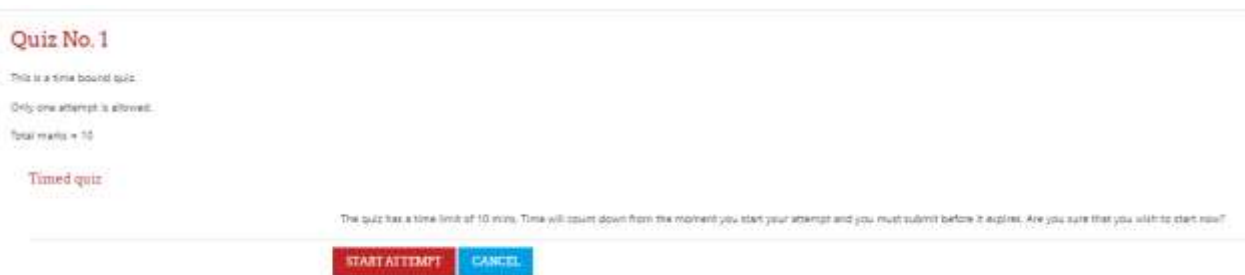 Quiz No. 1
This is a time bound quiz.
Only one attempt is allowed.
Total marks = 10
Timed quiz
The quiz has a time limit of 10 mins. Time will count down from the moment you start your attempt and you must submit before it expires. Are you sure that you wish to start now?
START ATTEMPT CANCEL